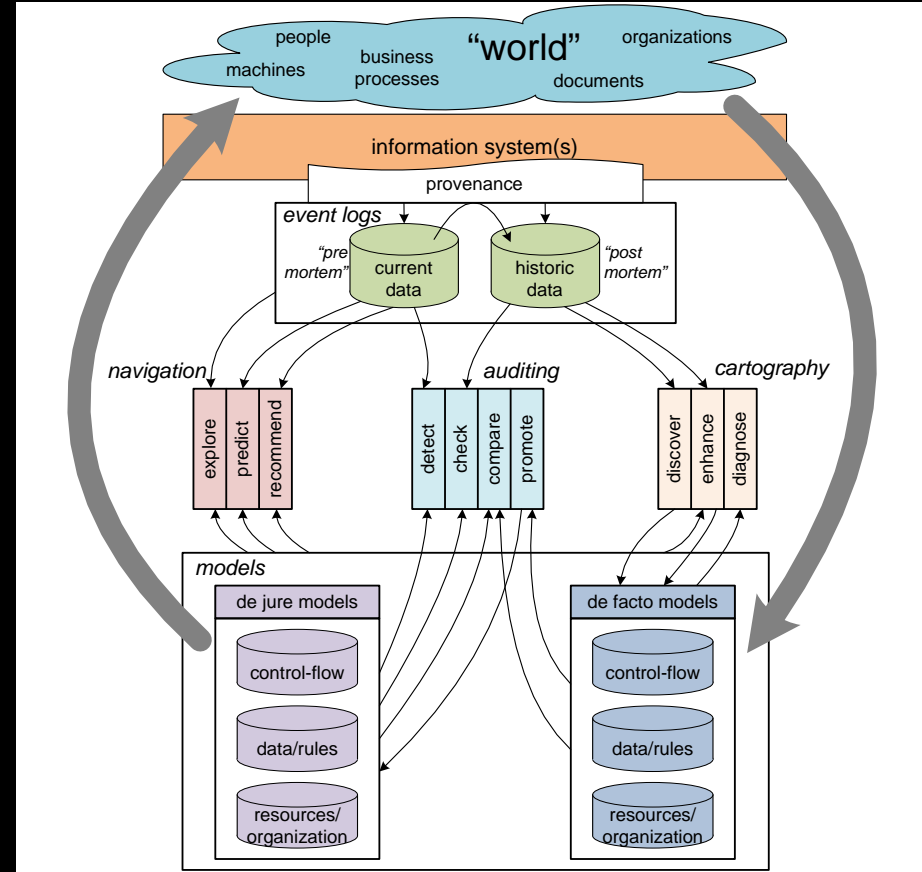 people
"world"
organizations
machines
business
processes
documents
information system(s)
provenance
event logs
"pre
mortem"
current
data
historic
data
"post
mortem"
navigation
auditing
cartography
explore
predict
recommend
detect
check
compare
promote
discover
enhance
diagnose
models
de jure models
de facto models
control-flow
control-flow
data/rules
data/rules
resources/
organization
resources/
organization